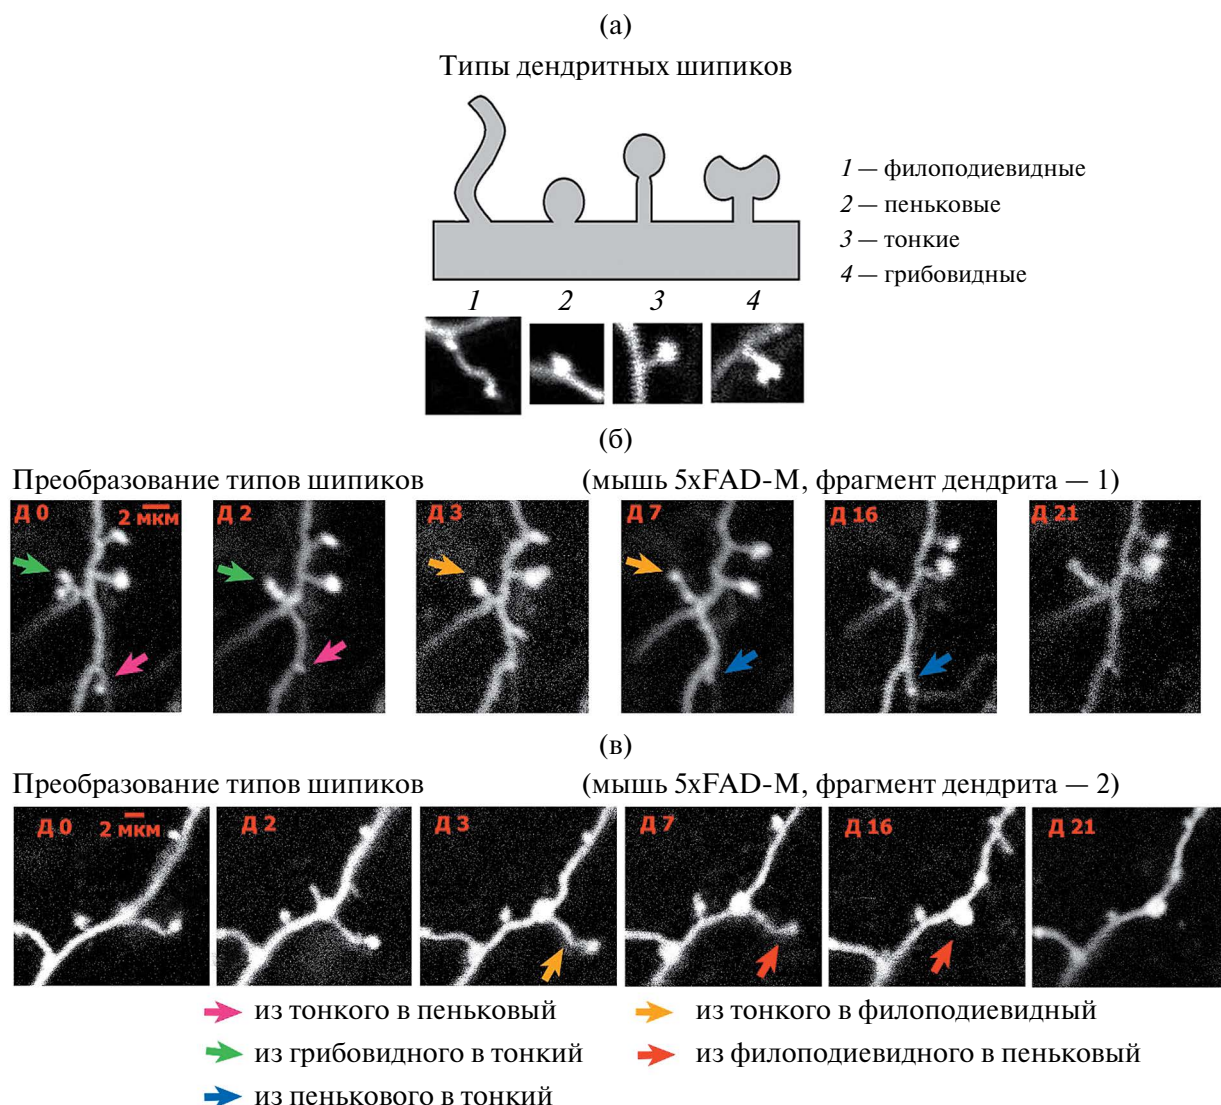 (а)
Типы дендритных шипиков
1 — филоподиевидные
2 — пеньковые
3 — тонкие
4 — грибовидные
1 2 3 4
(б)
Преобразование типов шипиков (мышь 5xFAD-M, фрагмент дендрита — 1)
Д 0 2 мкм Д 2 Д 3 Д 7 Д 16 Д 21
(в)
Преобразование типов шипиков (мышь 5xFAD-M, фрагмент дендрита — 2)
Д 0 2 мкм Д 2 Д 3 Д 7 Д 16 Д 21
из тонкого в пеньковый из тонкого в филоподиевидный
из грибовидного в тонкий из филоподиевидного в пеньковый
из пенькового в тонкий